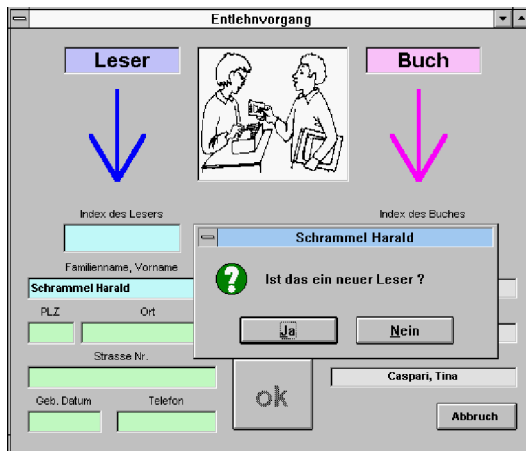 Entlehnvorgang
Leser
Buch
Index des Lesers
Index des Buches
Schrammel Harald
Familienname, Vorname
Ist das ein neuer Leser ?
Schrammel Harald
PLZ
Ort
Ja
Nein
Strasse Nr.
Caspari, Tina
ok
Geb. Datum
Telefon
Abbruch